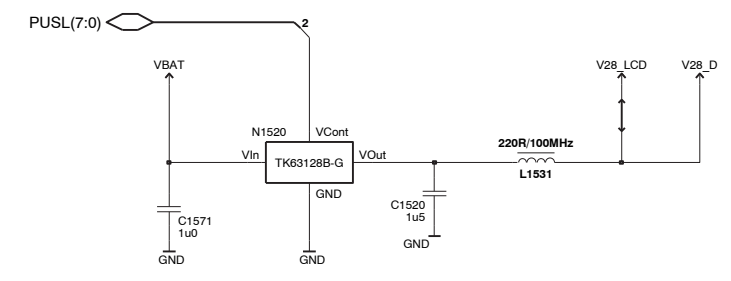 PUSL(7:0)
2
VBAT
V28_LCD
V28_D
N1520
VCont
220R/100MHz
VIn
TK63128B-G
VOut
L1531
GND
C1520
1u5
C1571
1u0
GND
GND
GND